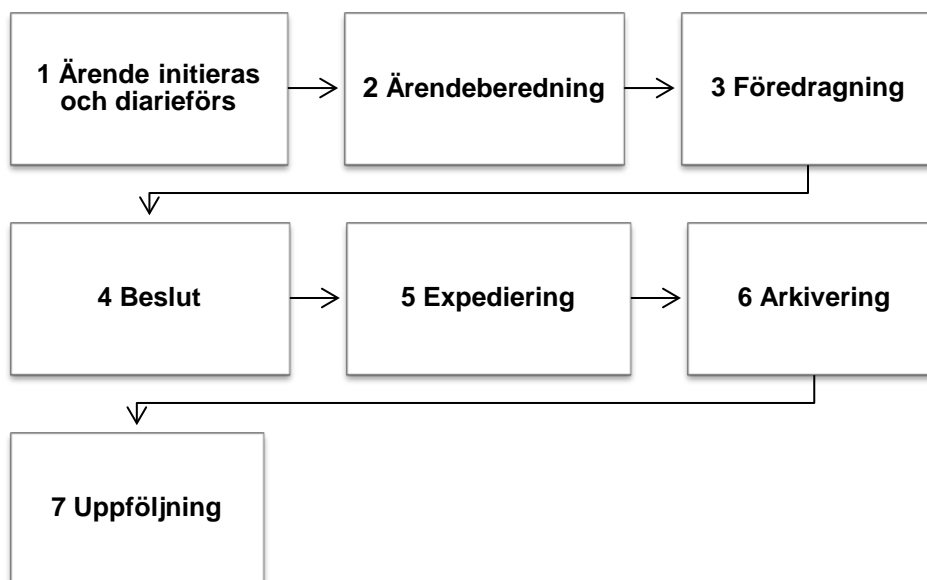 1 Ärende initieras
och diarieförs
2 Ärendeberedning
3 Föredragning
4 Beslut
5 Expediering
6 Arkivering
7 Uppföljning